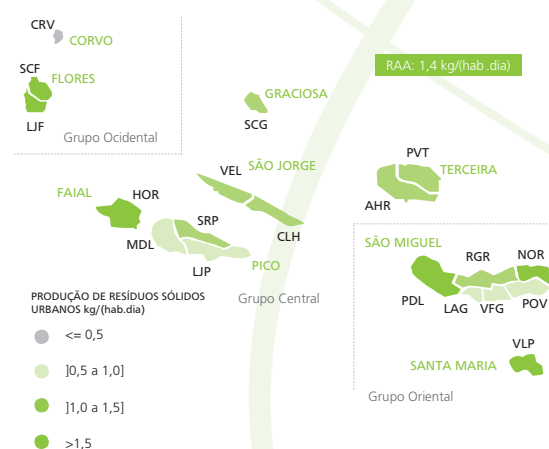 CRV
CORVO
SCF
FLORES
LJF
Grupo Ocidental
RAA: 1,4 kg/(hab .dia)
GRACIOSA
SCG
VEL
SÃO JORGE
CLH
PVT
TERCEIRA
AHR
FAIAL
HOR
SRP
MDL
LJP
PICO
Grupo Central
SÃO MIGUEL
RGR
NOR
PDL
LAG
VFG
POV
VLP
SANTA MARIA
Grupo Oriental
PRODUÇÃO DE RESÍDUOS SÓLIDOS
URBANOS kg/(hab.dia)
<= 0,5
]0,5 a 1,0]
]1,0 a 1,5]
>1,5